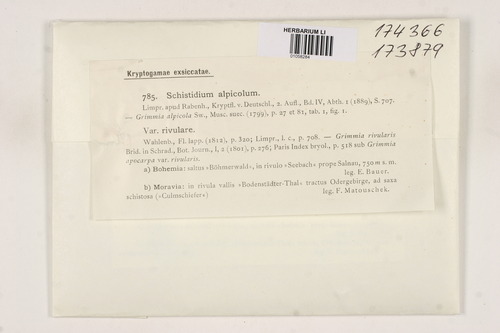 HERBARIUM LI
174366
173879
Kryptogamae exsiccatae.
785. Schistidium alpicolum.
Limpr. apud Rabenh., Kryptfl. v. Deutschl., 2. Aufl., Bd. IV, Abth. 1 (1889), S. 707.
— Grimmia alpicola Sw., Musc. suec. (1799), p. 27 et 81, tab. 1, fig. 1.
Var. rivulare.
Wahlenb., Fl. lapp. (1812), p. 320; Limpr., l. c., p. 708. — Grimmia rivularis
Brid. in Schrad., Bot. Journ., I, 2 (1801), p. 276; Paris Index bryol., p. 518 sub Grimmia
apocarpa var. rivularis.
a) Bohemia: saltus »Böhmerwald«, in rivulo »Seebach« prope Salnau, 750 m s. m.
leg. E. Bauer.
b) Moravia: in rivula vallis »Bodenstädter-Thal« tractus Odergebirge, ad saxa
schistosa (»Culmschiefer«) leg. F. Matouschek.